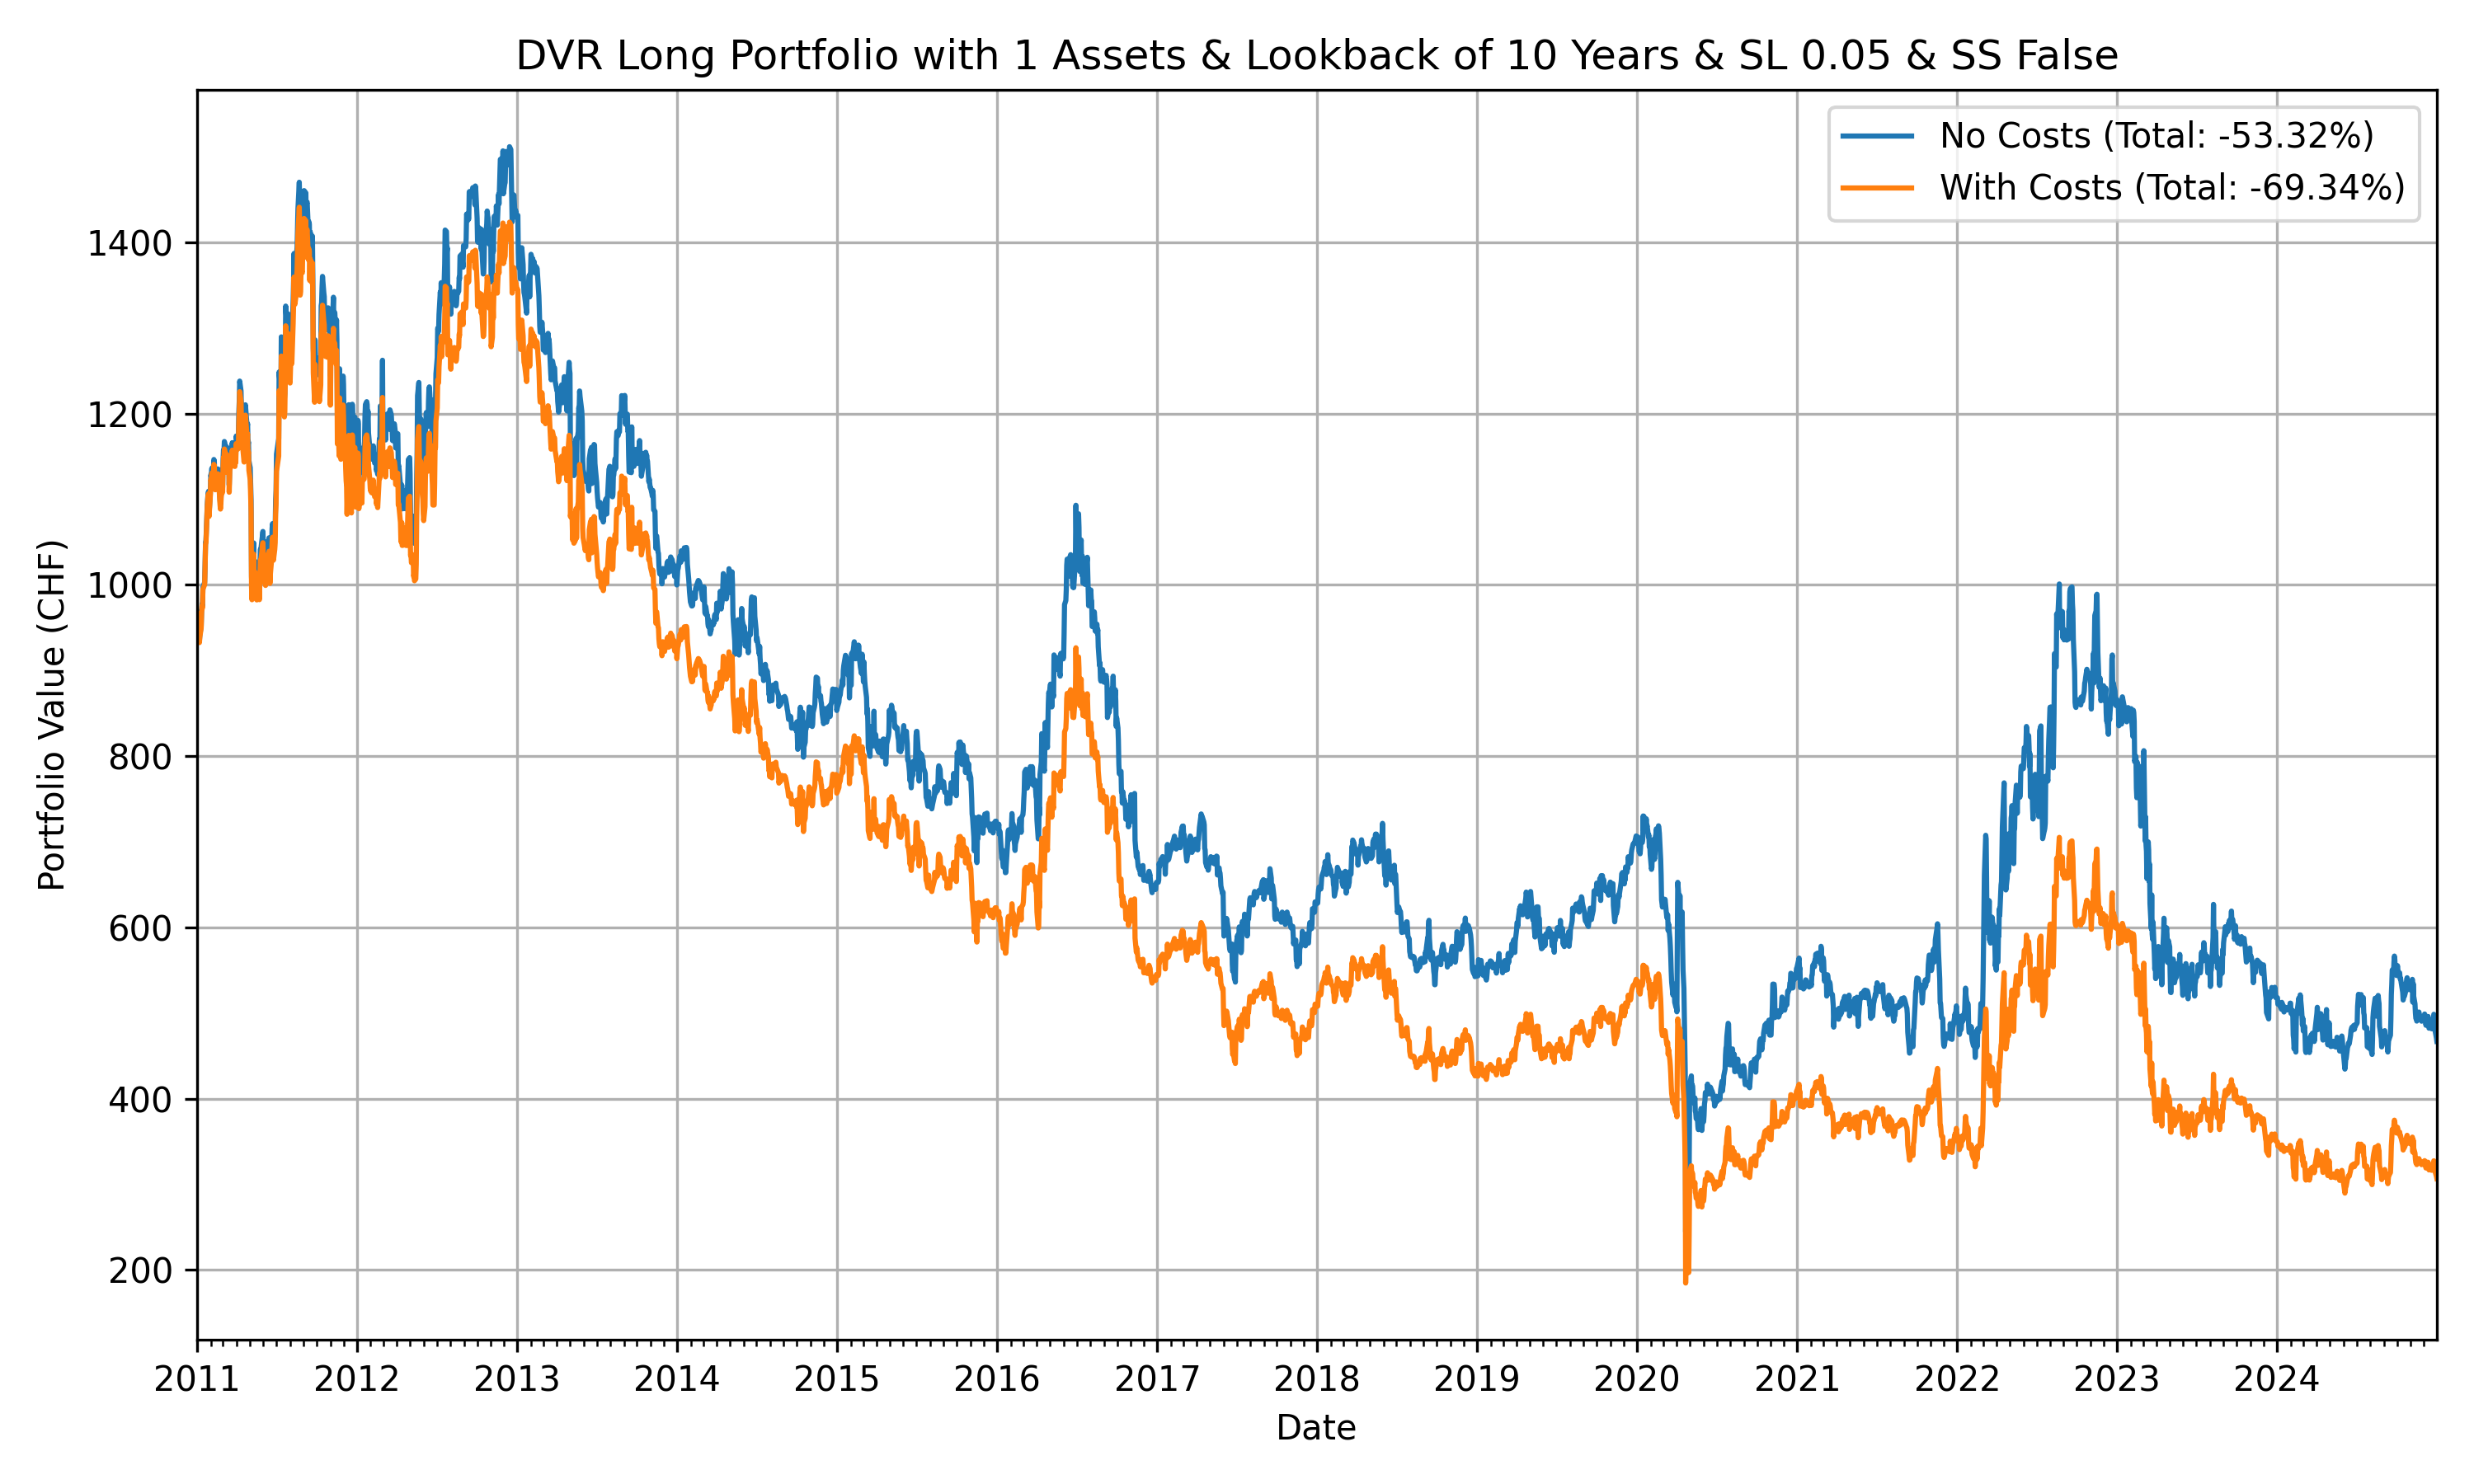 DVR Long Portfolio with 1 Assets & Lookback of 10 Years & SL 0.05 & SS False
No Costs (Total: -53.32%)
With Costs (Total: -69.34%)
Portfolio Value (CHF)
1400
1200
1000
800
600
400
200
2011 2012 2013 2014 2015 2016 2017 2018 2019 2020 2021 2022 2023 2024
Date